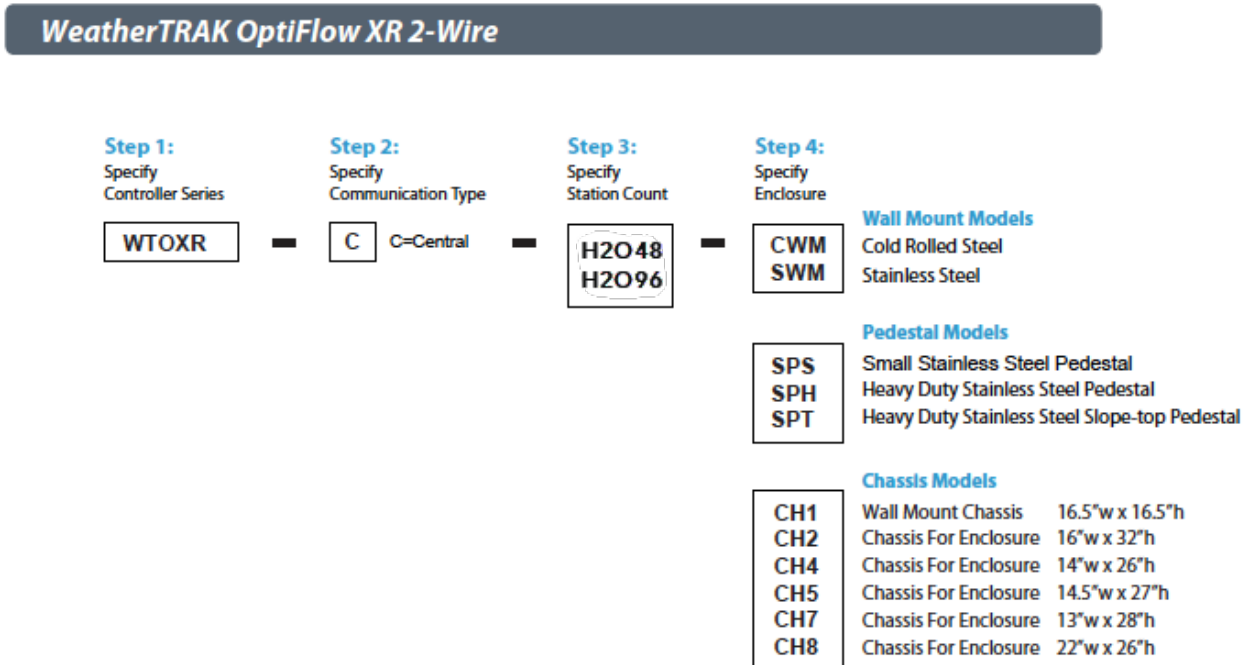 WeatherTRAK OptiFlow XR 2-Wire
Step 1:
Specify
Controller Series
WTOXR
-
Step 2:
Specify
Communication Type
C
C=Central
-
Step 3:
Specify
Station Count
H2O48
H2O96
-
Step 4:
Specify
Enclosure
Wall Mount Models
CWM Cold Rolled Steel
SWM Stainless Steel
Pedestal Models
SPS Small Stainless Steel Pedestal
SPH Heavy Duty Stainless Steel Pedestal
SPT Heavy Duty Stainless Steel Slope-top Pedestal
Chassis Models
CH1 Wall Mount Chassis 16.5"w x 16.5"h
CH2 Chassis For Enclosure 16"w x 32"h
CH4 Chassis For Enclosure 14"w x 26"h
CH5 Chassis For Enclosure 14.5"w x 27"h
CH7 Chassis For Enclosure 13"w x 28"h
CH8 Chassis For Enclosure 22"w x 26"h